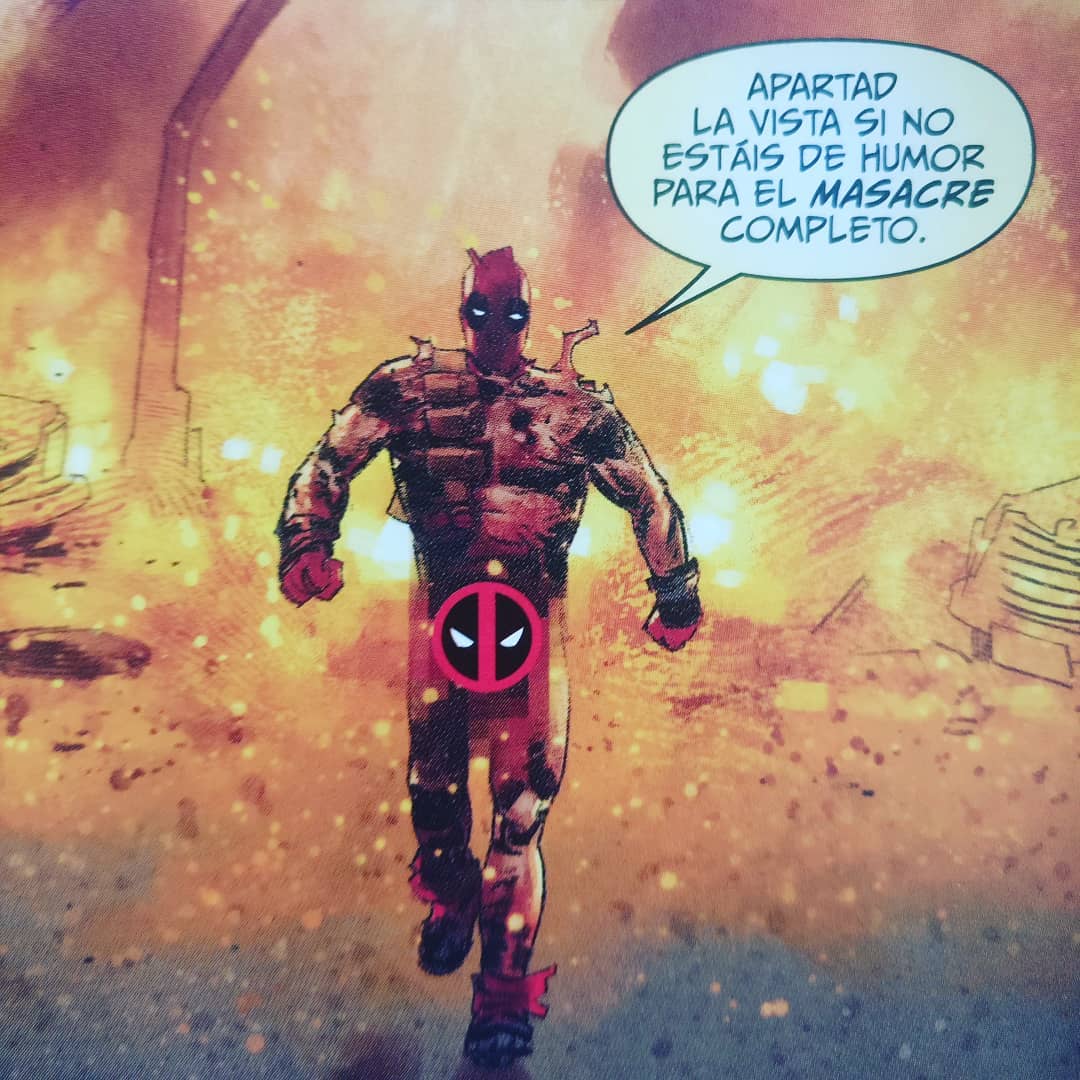 APARTAD
LA VISTA SI NO
ESTÁIS DE HUMOR
PARA EL MASACRE
COMPLETO.